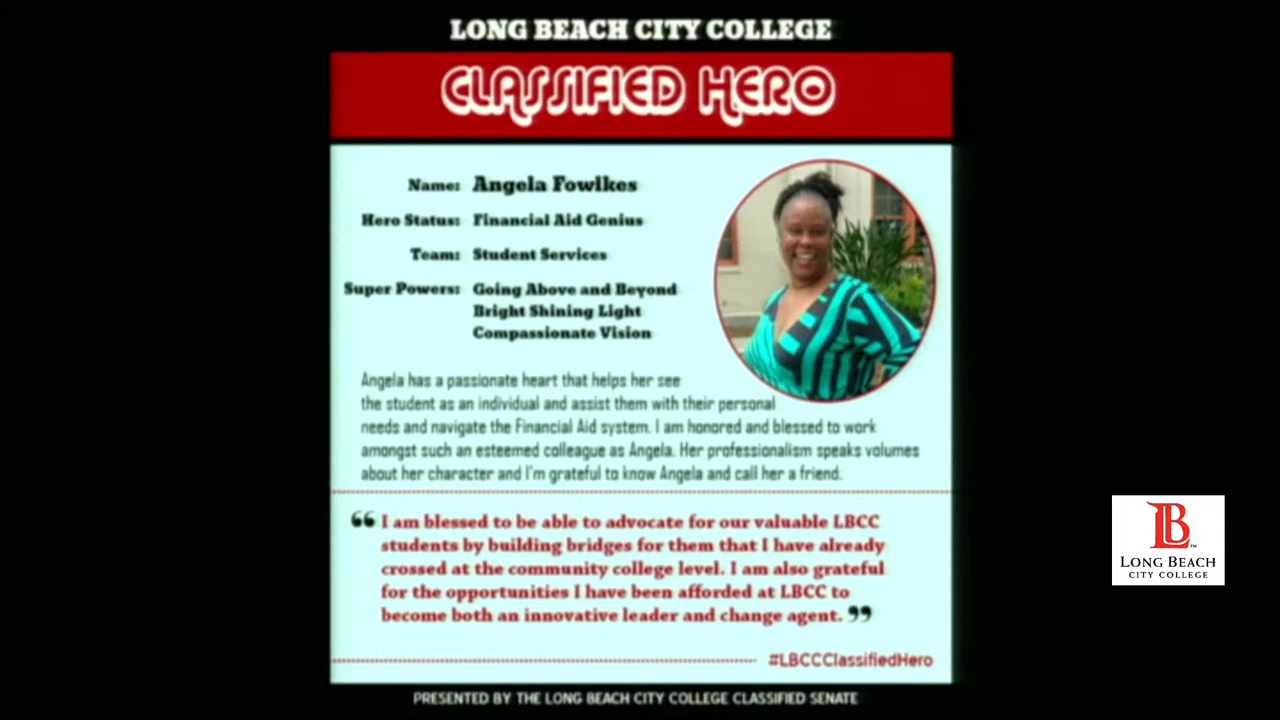 LONG BEACH CITY COLLEGE
CLASSIFIED HERO
Name: Angela Fowlkes
Hero Status: Financial Aid Genius
Team: Student Services
Super Powers: Going Above and Beyond
Bright Shining Light
Compassionate Vision
Angela has a passionate heart that helps her see
the student as an individual and assist them with their personal
needs and navigate the Financial Aid system. I am honored and blessed to work
amongst such an esteemed colleague as Angela. Her professionalism speaks volumes
about her character and I'm grateful to know Angela and call her a friend.
“ I am blessed to be able to advocate for our valuable LBCC
students by building bridges for them that I have already
crossed at the community college level. I am also grateful
for the opportunities I have been afforded at LBCC to
become both an innovative leader and change agent. ”
#LBCCClassifiedHero
PRESENTED BY THE LONG BEACH CITY COLLEGE CLASSIFIED SENATE
LB™
LONG BEACH
CITY COLLEGE